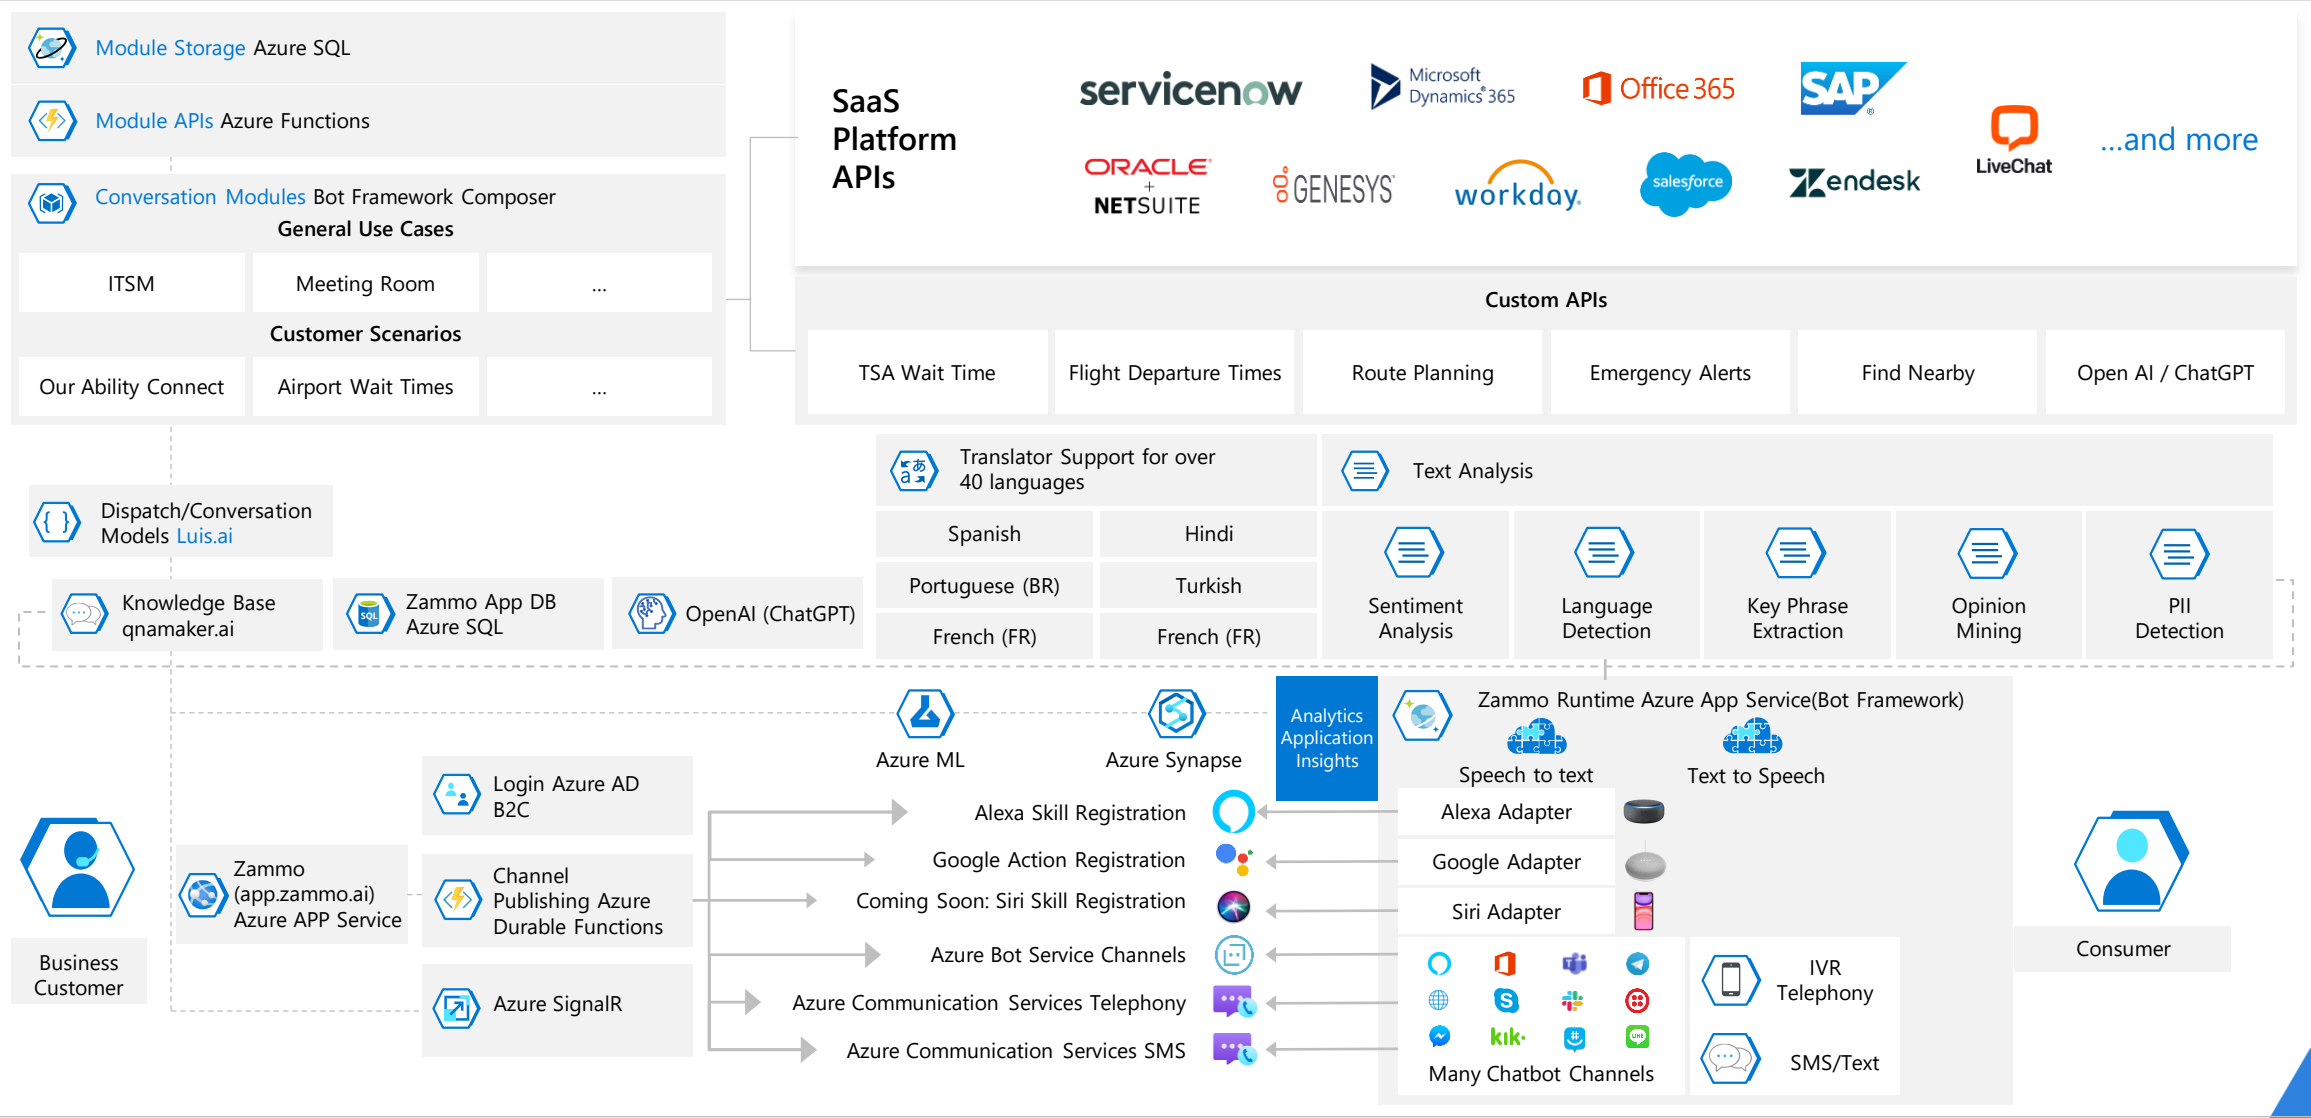 Module Storage Azure SQL
Module APIs Azure Functions
Conversation Modules Bot Framework Composer
General Use Cases
ITSM
Meeting Room
...
Customer Scenarios
Our Ability Connect
Airport Wait Times
...
SaaS
Platform
APIs
servicenow
Microsoft
Dynamics 365
Office 365
SAP
®
ORACLE
+
NETSUITE
GENESYS
workday.
salesforce
Zendesk
LiveChat
...and more
Custom APIs
TSA Wait Time
Flight Departure Times
Route Planning
Emergency Alerts
Find Nearby
Open AI / ChatGPT
Dispatch/Conversation
Models Luis.ai
Knowledge Base
qnamaker.ai
SQL
Zammo App DB
Azure SQL
OpenAI (ChatGPT)
あ
a
Translator Support for over
40 languages
Spanish
Hindi
Portuguese (BR)
Turkish
French (FR)
French (FR)
Text Analysis
Sentiment
Analysis
Language
Detection
Key Phrase
Extraction
Opinion
Mining
PII
Detection
Azure ML
Azure Synapse
Analytics
Application
Insights
Zammo Runtime Azure App Service(Bot Framework)
Speech to text
Text to Speech
Business
Customer
Zammo
(app.zammo.ai)
Azure APP Service
Login Azure AD
B2C
Channel
Publishing Azure
Durable Functions
Azure SignalR
Alexa Skill Registration
Google Action Registration
Coming Soon: Siri Skill Registration
Azure Bot Service Channels
Azure Communication Services Telephony
Azure Communication Services SMS
Alexa Adapter
Google Adapter
Siri Adapter
kik
LINE
Many Chatbot Channels
IVR
Telephony
SMS/Text
Consumer